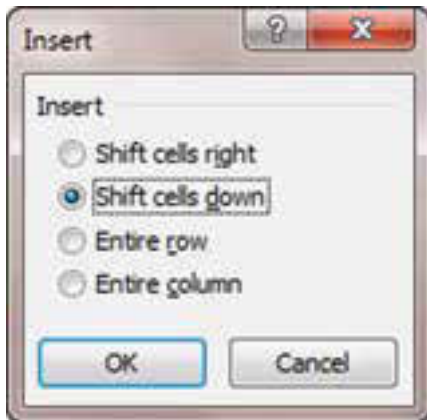 Insert
?
Insert
Shift cells right
Shift cells down
Entire row
Entire column
OK Cancel